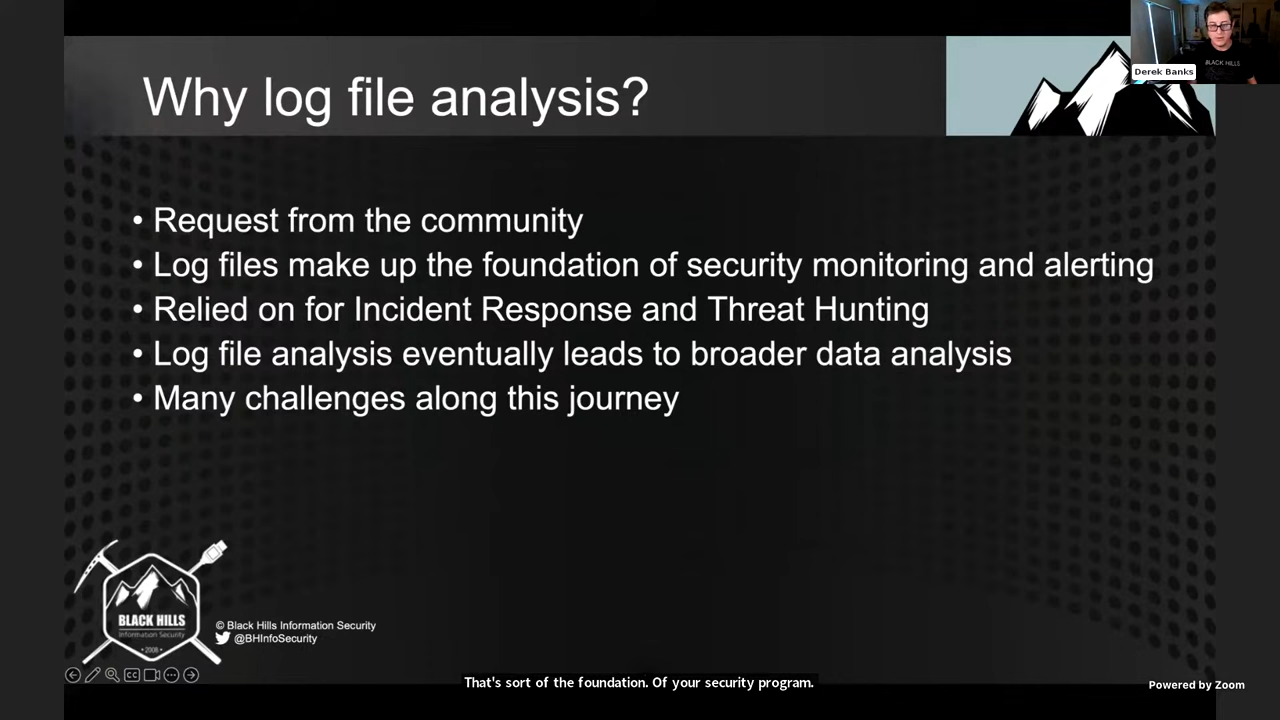 Why log file analysis?
Derek Banks
BLACK HILLS
• Request from the community
• Log files make up the foundation of security monitoring and alerting
• Relied on for Incident Response and Threat Hunting
• Log file analysis eventually leads to broader data analysis
• Many challenges along this journey
BLACK HILLS
Information Security
• 2008 •
© Black Hills Information Security
@BHInfoSecurity
CC
That's sort of the foundation. Of your security program.
Powered by Zoom